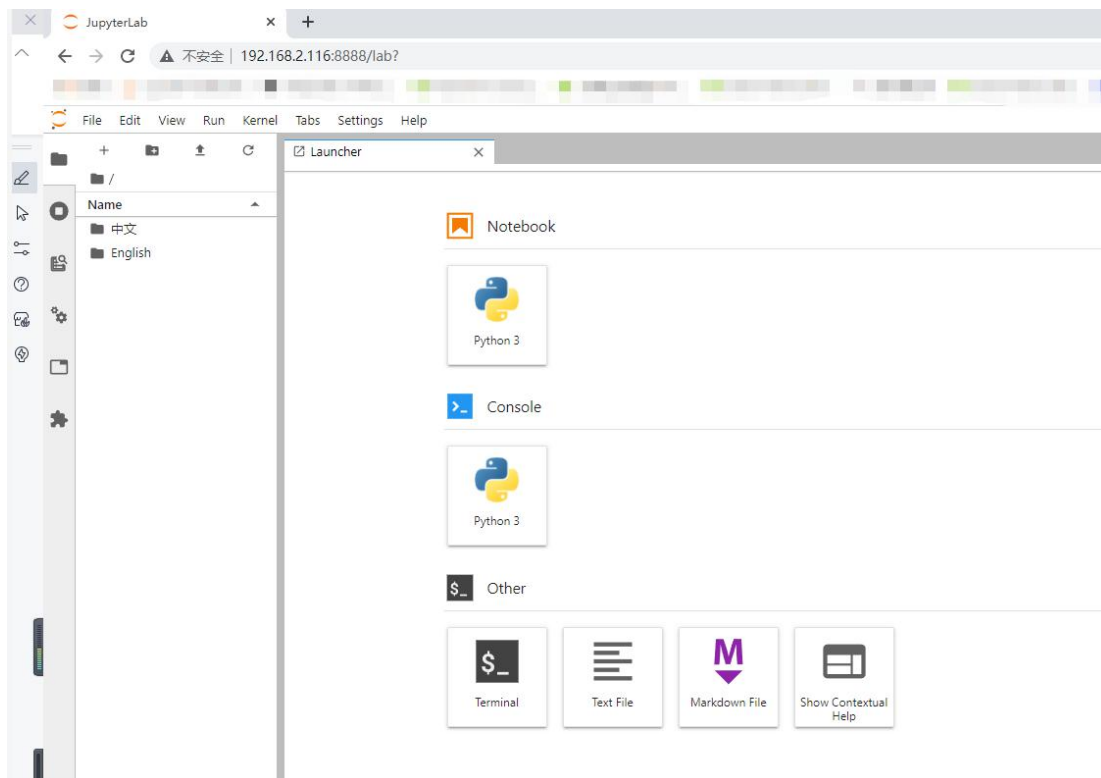 JupyterLab
不安全 | 192.168.2.116:8888/lab?
File Edit View Run Kernel Tabs Settings Help
Launcher
/
Name
中文
English
Notebook
Python 3
Console
Python 3
$_ Other
$_
Terminal
Text File
M
Markdown File
Show Contextual
Help